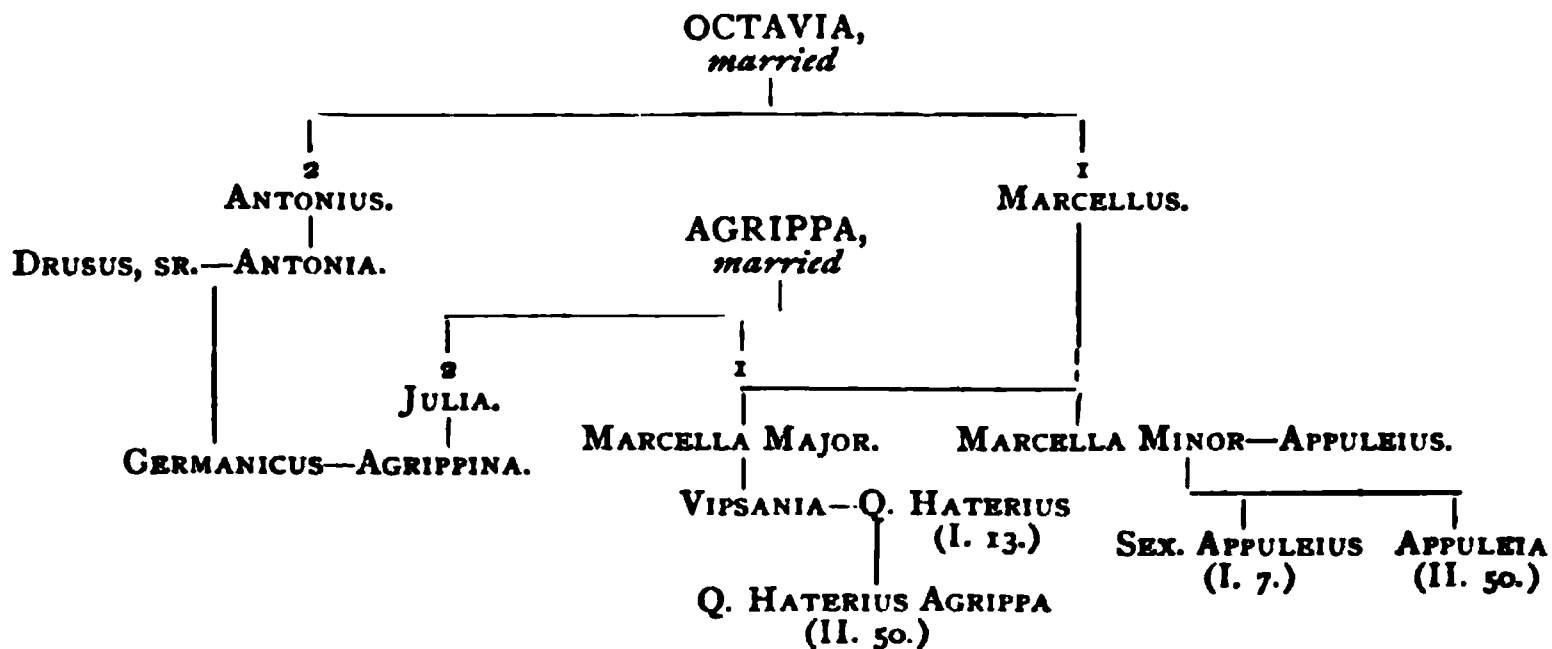 OCTAVIA,
married
2
1
ANTONIUS.
MARCELLUS.
AGRIPPA,
married
DRUSUS, SR.—ANTONIA.
2
1
JULIA.
MARCELLA MAJOR.
MARCELLA MINOR—APPULEIUS.
GERMANICUS—AGRIPPINA.
VIPSANIA—Q. HATERIUS
(I. 13.)
SEX. APPULEIUS
(I. 7.)
APPULEIA
(II. 50.)
Q. HATERIUS AGRIPPA
(II. 50.)